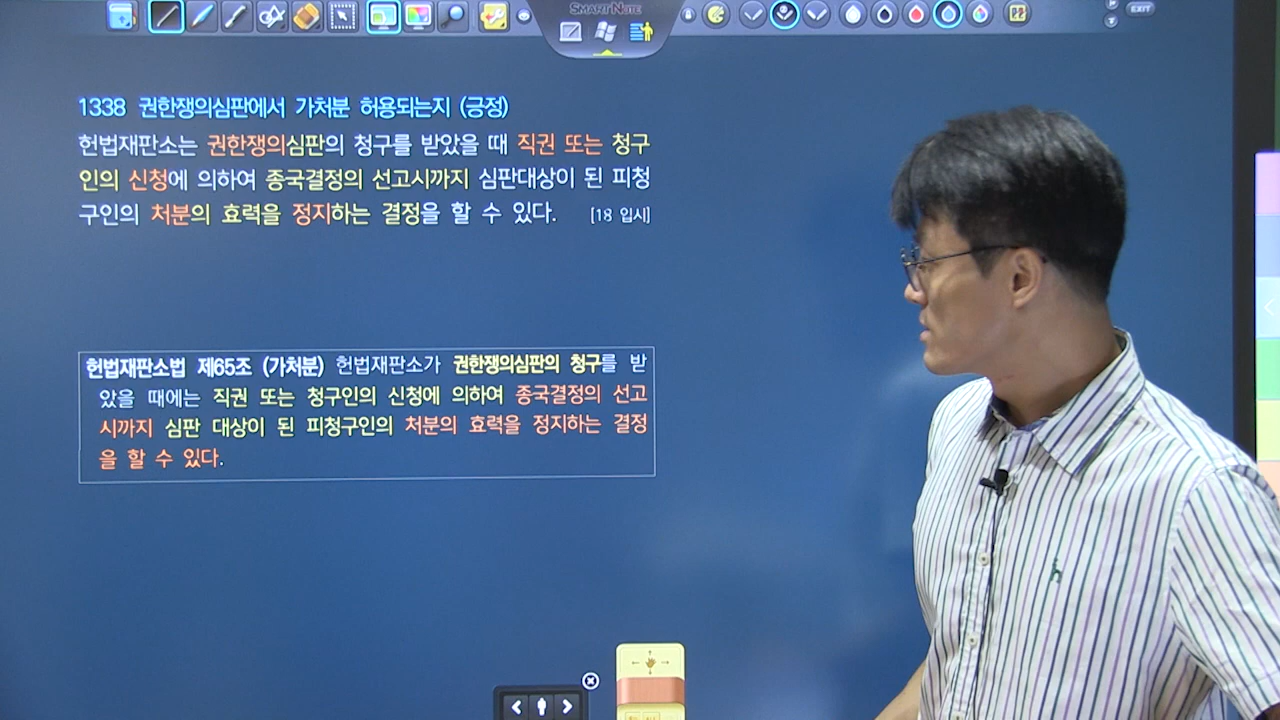 SMART NOTE
EXIT
1338 권한쟁의심판에서 가처분 허용되는지 (긍정)
헌법재판소는 권한쟁의심판의 청구를 받았을 때 직권 또는 청구
인의 신청에 의하여 종국결정의 선고시까지 심판대상이 된 피청
구인의 처분의 효력을 정지하는 결정을 할 수 있다. [18 입시]
헌법재판소법 제65조 (가처분) 헌법재판소가 권한쟁의심판의 청구를 받
았을 때에는 직권 또는 청구인의 신청에 의하여 종국결정의 선고
시까지 심판 대상이 된 피청구인의 처분의 효력을 정지하는 결정
을 할 수 있다.